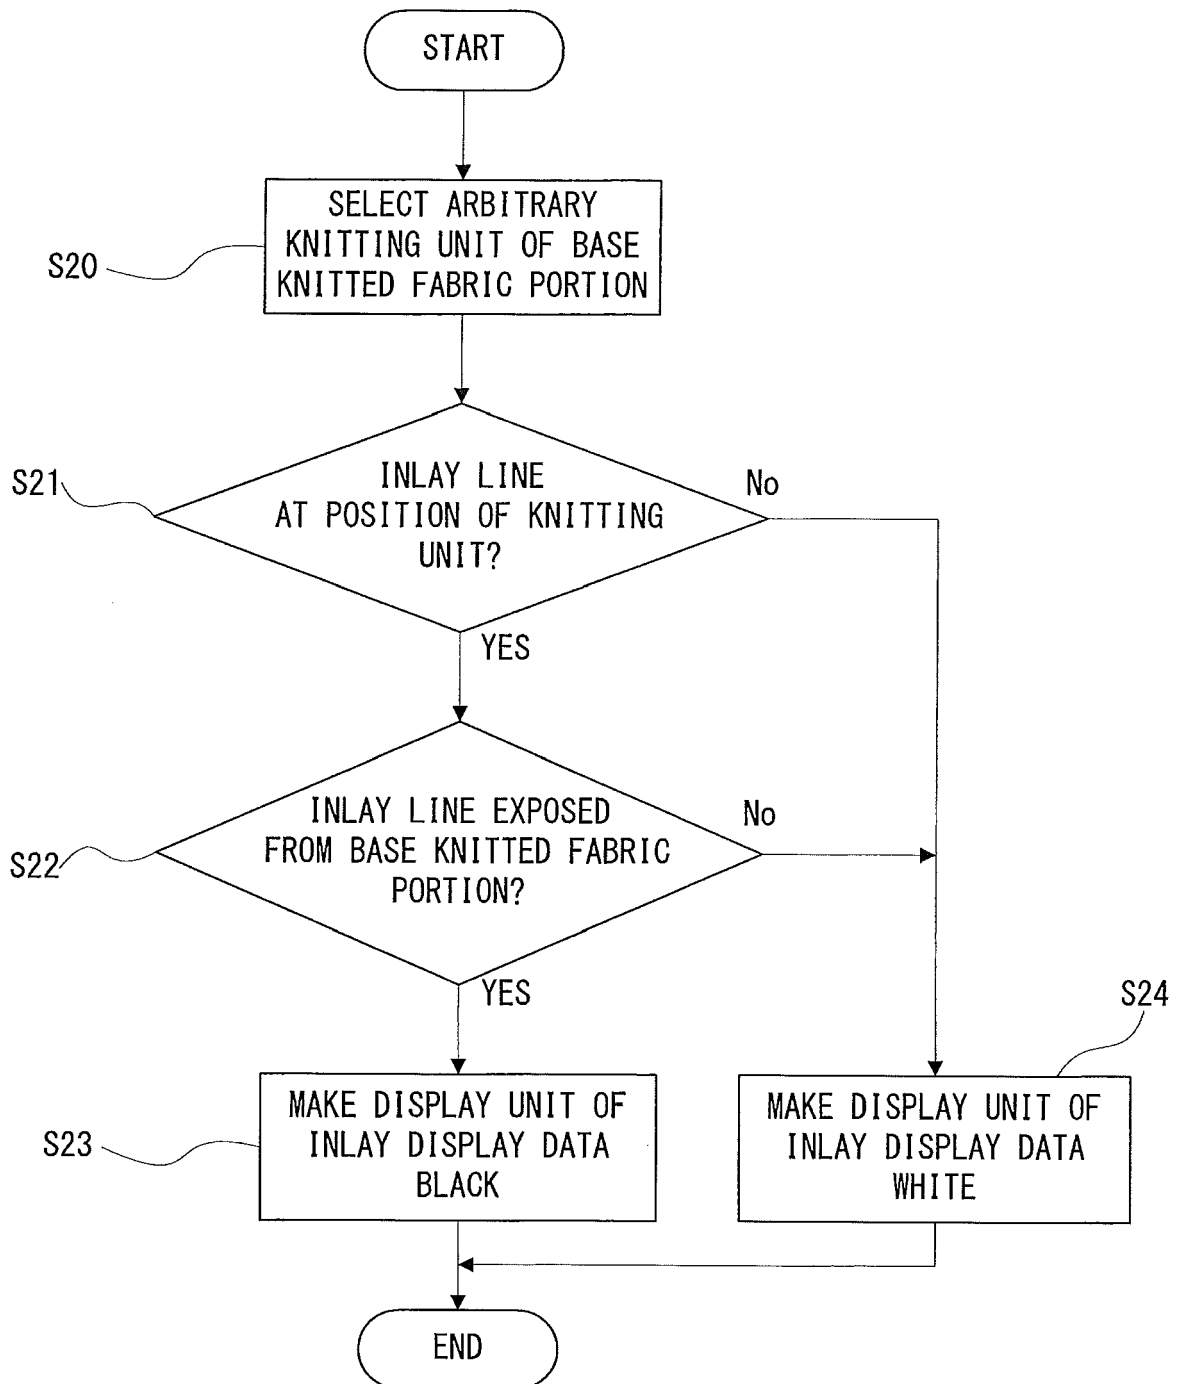 START
SELECT ARBITRARY
KNITTING UNIT OF BASE
KNITTED FABRIC PORTION
S20
INLAY LINE
AT POSITION OF KNITTING
UNIT?
S21
No
YES
INLAY LINE EXPOSED
FROM BASE KNITTED FABRIC
PORTION?
S22
No
YES
S24
MAKE DISPLAY UNIT OF
INLAY DISPLAY DATA
BLACK
S23
MAKE DISPLAY UNIT OF
INLAY DISPLAY DATA
WHITE
END